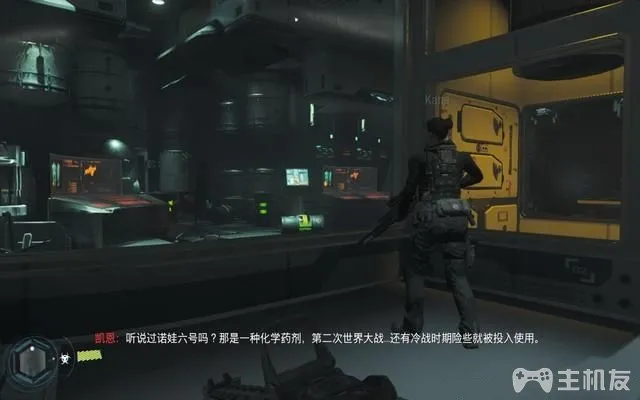 Kane
凯恩：听说过诺娃六号吗？那是一种化学药剂，第二次世界大战...还有冷战时期险些就被投入使用。
主机友